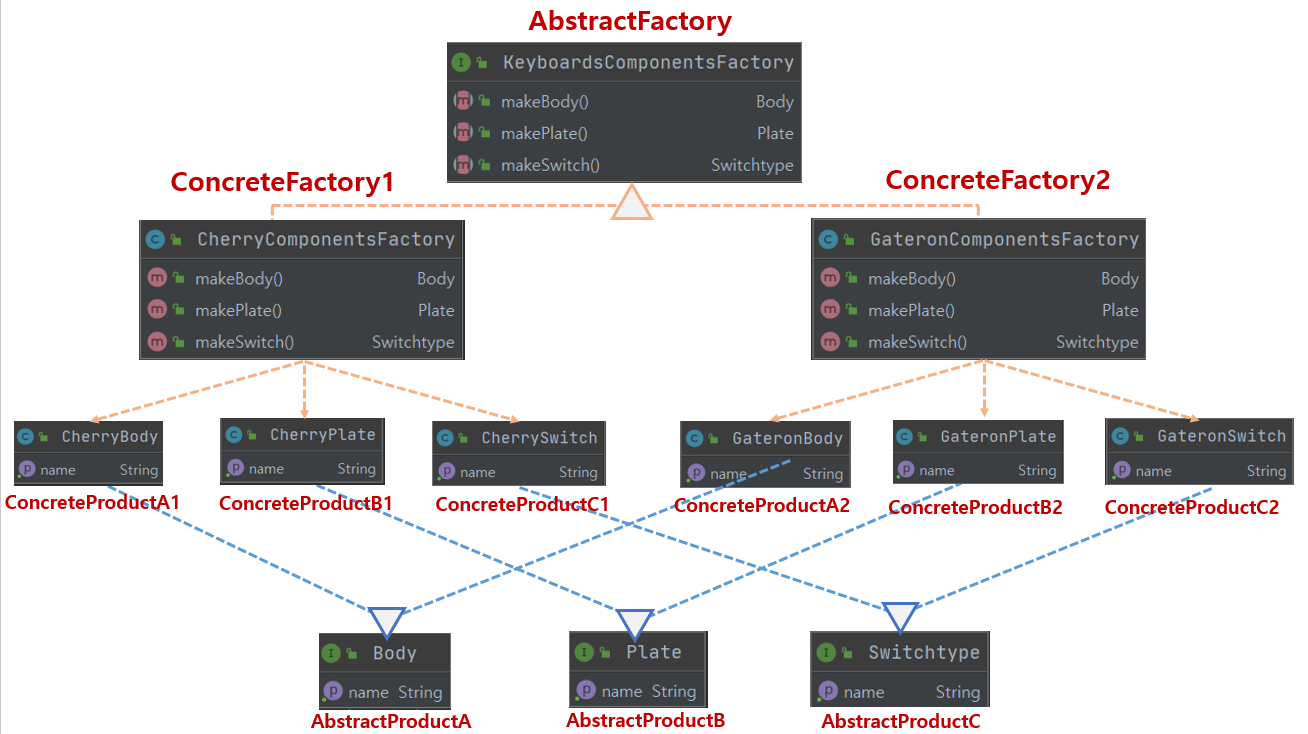 AbstractFactory
I KeyboardsComponentsFactory
m makeBody() Body
m makePlate() Plate
m makeSwitch() Switchtype
ConcreteFactory1
ConcreteFactory2
C CherryComponentsFactory
m makeBody() Body
m makePlate() Plate
m makeSwitch() Switchtype
C GateronComponentsFactory
m makeBody() Body
m makePlate() Plate
m makeSwitch() Switchtype
C CherryBody
p name String
ConcreteProductA1
C CherryPlate
p name String
ConcreteProductB1
C CherrySwitch
p name String
ConcreteProductC1
C GateronBody
p name String
ConcreteProductA2
C GateronPlate
p name String
ConcreteProductB2
C GateronSwitch
p name String
ConcreteProductC2
I Body
p name String
AbstractProductA
I Plate
p name String
AbstractProductB
I Switchtype
p name String
AbstractProductC